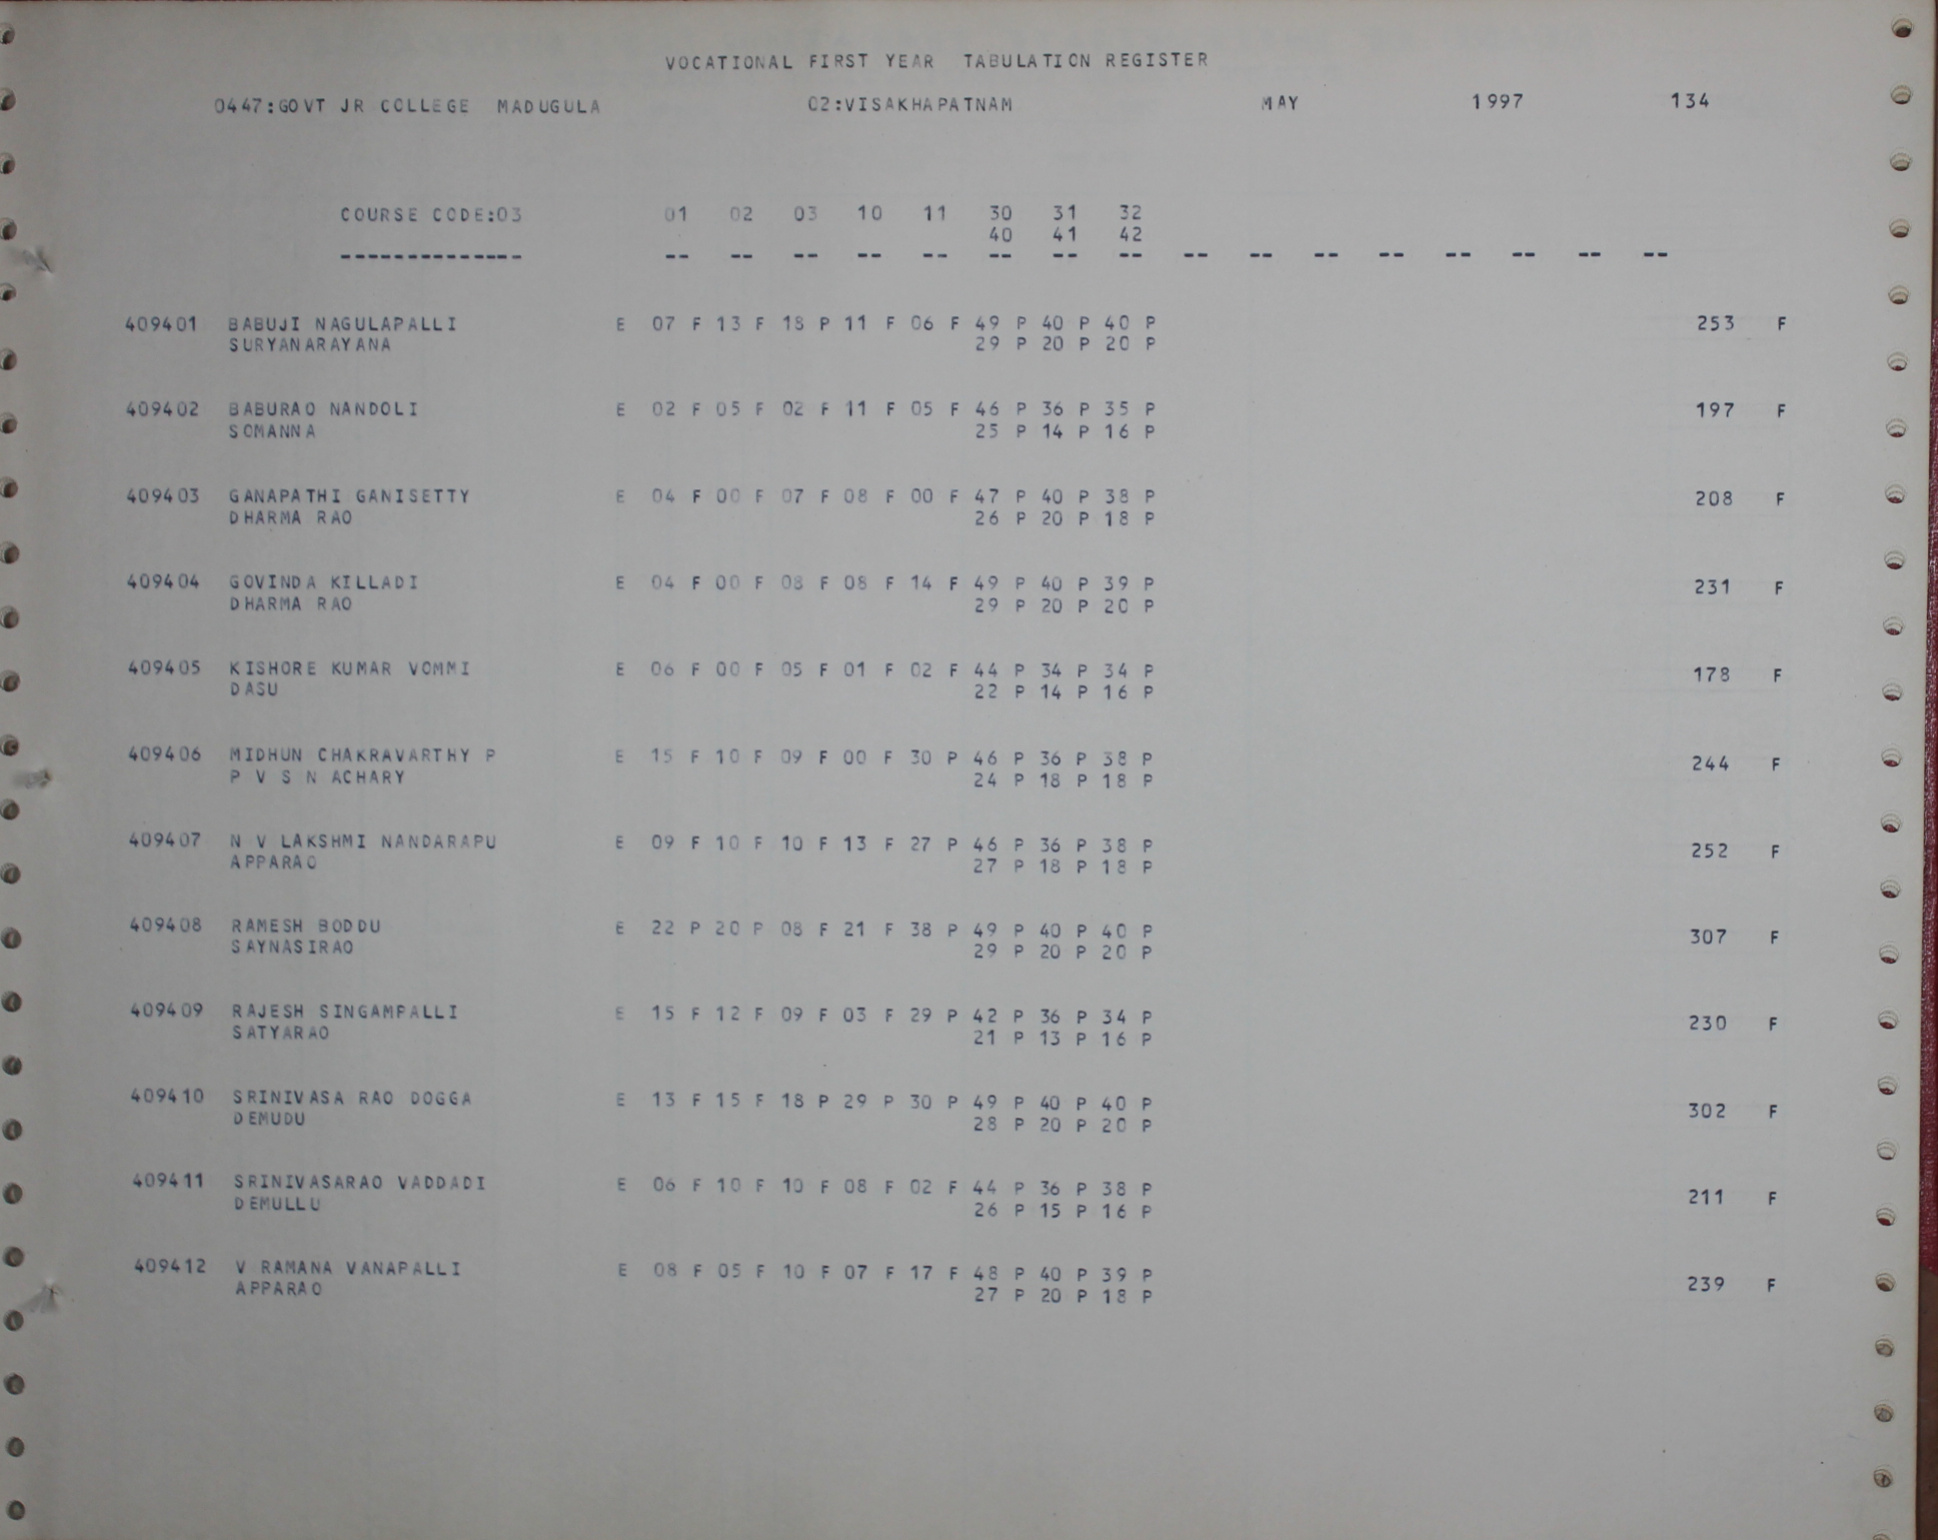 VOCATIONAL FIRST YEAR TABULATION REGISTER
0447:GOVT JR COLLEGE MADUGULA 02:VISAKHAPATNAM MAY 1997 134
COURSE CODE:03 01 02 03 10 11 30 31 32
40 41 42
-------------- -- -- -- -- -- -- -- -- -- -- -- -- -- -- -- --
409401 BABUJI NAGULAPALLI E 07 F 13 F 18 P 11 F 06 F 49 P 40 P 40 P 253 F
SURYANARAYANA 29 P 20 P 20 P
409402 BABURAO NANDOLI E 02 F 05 F 02 F 11 F 05 F 46 P 36 P 35 P 197 F
SOMANNA 25 P 14 P 16 P
409403 GANAPATHI GANISETTY E 04 F 00 F 07 F 08 F 00 F 47 P 40 P 38 P 208 F
DHARMA RAO 26 P 20 P 18 P
409404 GOVINDA KILLADI E 04 F 00 F 08 F 08 F 14 F 49 P 40 P 39 P 231 F
DHARMA RAO 29 P 20 P 20 P
409405 KISHORE KUMAR VOMMI E 06 F 00 F 05 F 01 F 02 F 44 P 34 P 34 P 178 F
DASU 22 P 14 P 16 P
409406 MIDHUN CHAKRAVARTHY P E 15 F 10 F 09 F 00 F 30 P 46 P 36 P 38 P 244 F
P V S N ACHARY 24 P 18 P 18 P
409407 N V LAKSHMI NANDARAPU E 09 F 10 F 10 F 13 F 27 P 46 P 36 P 38 P 252 F
APPARAO 27 P 18 P 18 P
409408 RAMESH BODDU E 22 P 20 P 08 F 21 F 38 P 49 P 40 P 40 P 307 F
SAYNASIRAO 29 P 20 P 20 P
409409 RAJESH SINGAMPALLI E 15 F 12 F 09 F 03 F 29 P 42 P 36 P 34 P 230 F
SATYARAO 21 P 13 P 16 P
409410 SRINIVASA RAO DOGGA E 13 F 15 F 18 P 29 P 30 P 49 P 40 P 40 P 302 F
DEMUDU 28 P 20 P 20 P
409411 SRINIVASARAO VADDADI E 06 F 10 F 10 F 08 F 02 F 44 P 36 P 38 P 211 F
DEMULLU 26 P 15 P 16 P
409412 V RAMANA VANAPALLI E 08 F 05 F 10 F 07 F 17 F 48 P 40 P 39 P 239 F
APPARAO 27 P 20 P 18 P